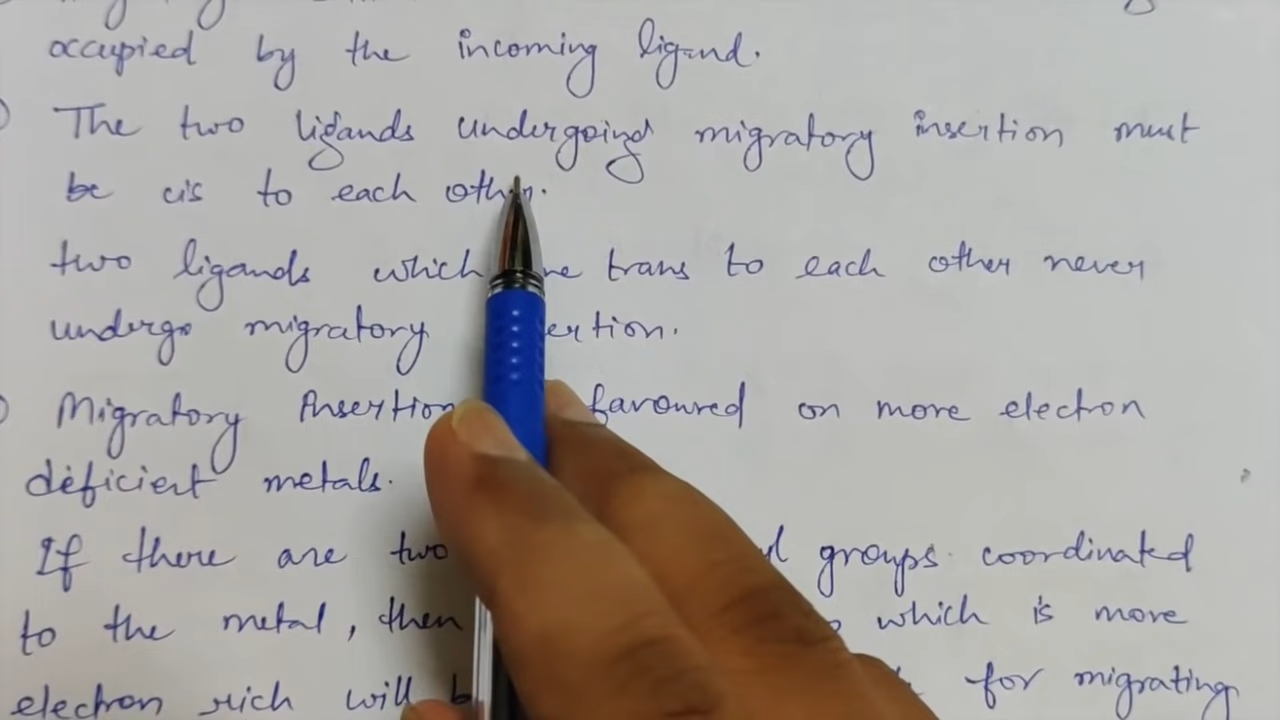 occupied by the incoming ligand.
The two ligands undergoing migratory insertion must
be cis to each other.
two ligands which trans to each other never
undergo migratory ertion.
Migratory Insertion favoured on more electron
deficient metals.
If there are two groups coordinated
to the metal, then which is more
electron rich will for migrating